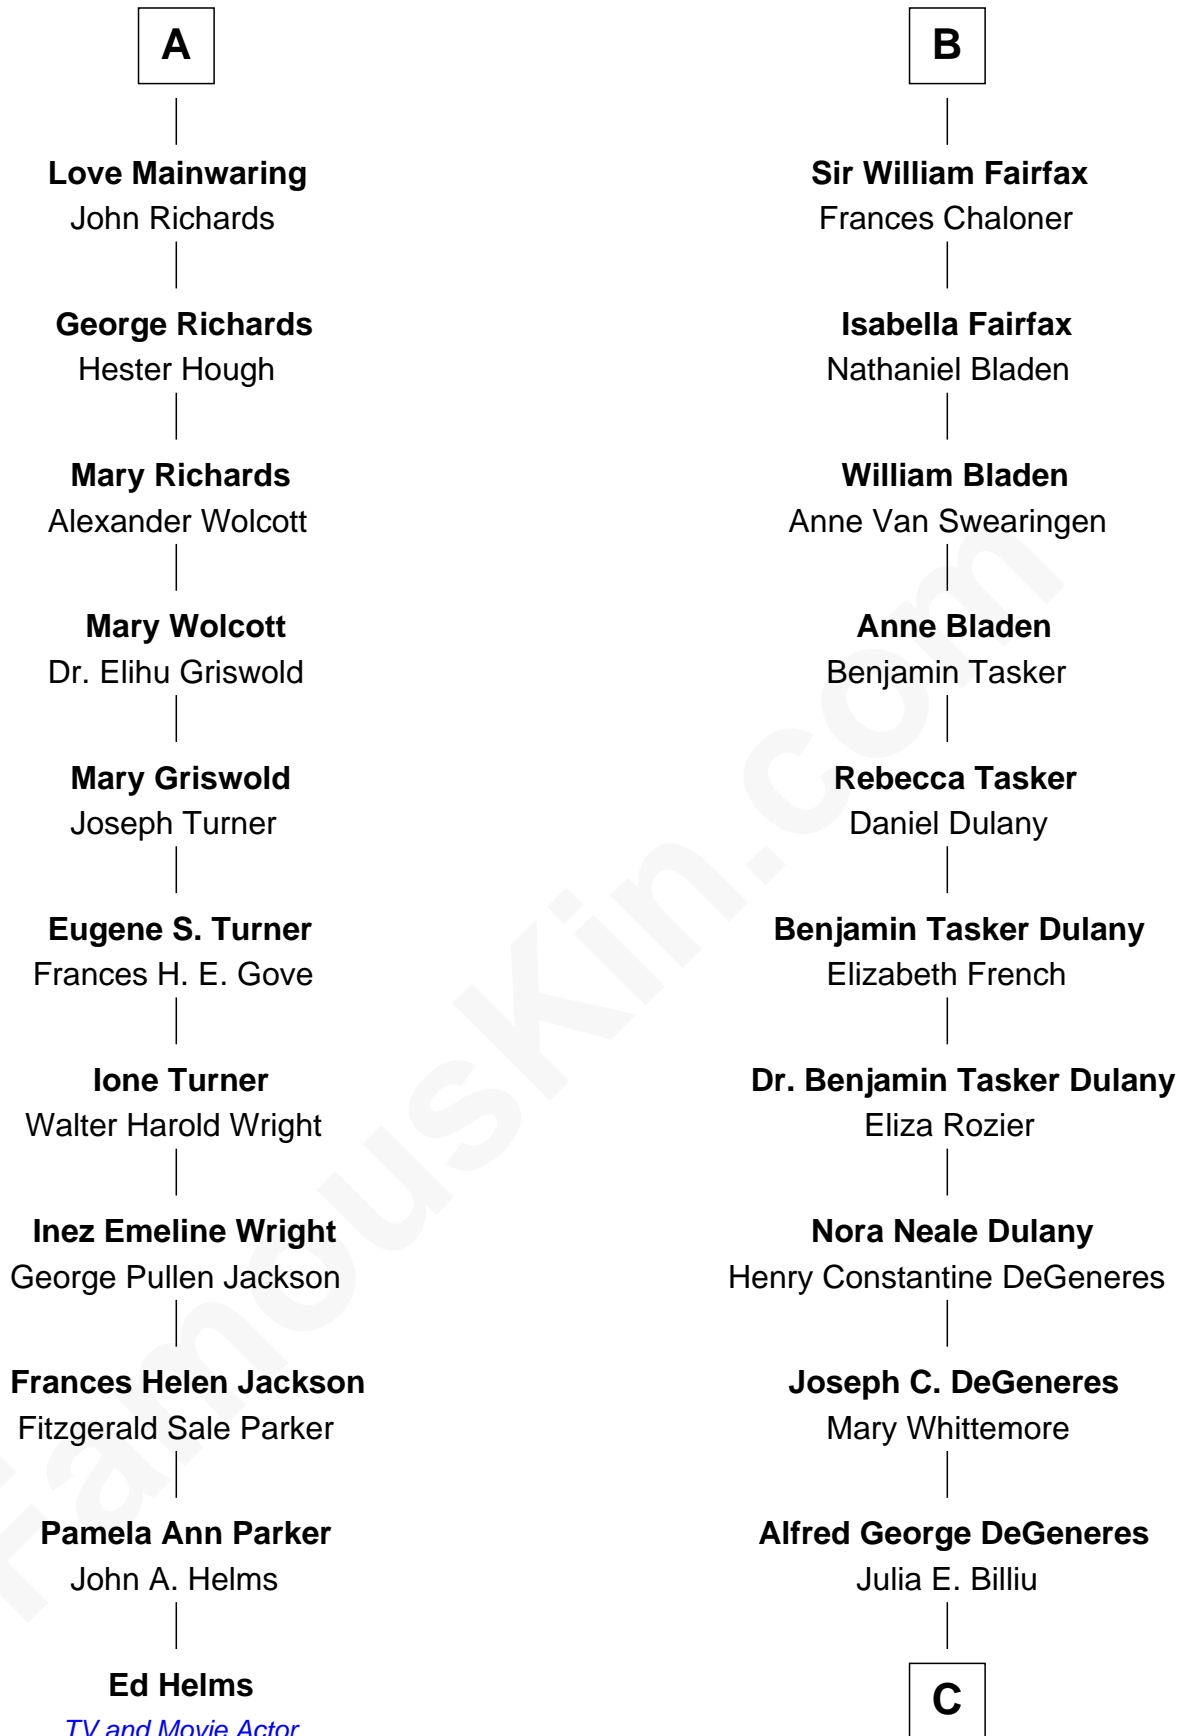 A
Love Mainwaring
John Richards
George Richards
Hester Hough
Mary Richards
Alexander Wolcott
Mary Wolcott
Dr. Elihu Griswold
Mary Griswold
Joseph Turner
Eugene S. Turner
Frances H. E. Gove
Ione Turner
Walter Harold Wright
Inez Emeline Wright
George Pullen Jackson
Frances Helen Jackson
Fitzgerald Sale Parker
Pamela Ann Parker
John A. Helms
Ed Helms
TV and Movie Actor
B
Sir William Fairfax
Frances Chaloner
Isabella Fairfax
Nathaniel Bladen
William Bladen
Anne Van Swearingen
Anne Bladen
Benjamin Tasker
Rebecca Tasker
Daniel Dulany
Benjamin Tasker Dulany
Elizabeth French
Dr. Benjamin Tasker Dulany
Eliza Rozier
Nora Neale Dulany
Henry Constantine DeGeneres
Joseph C. DeGeneres
Mary Whittemore
Alfred George DeGeneres
Julia E. Billiu
C
FamousKin.com